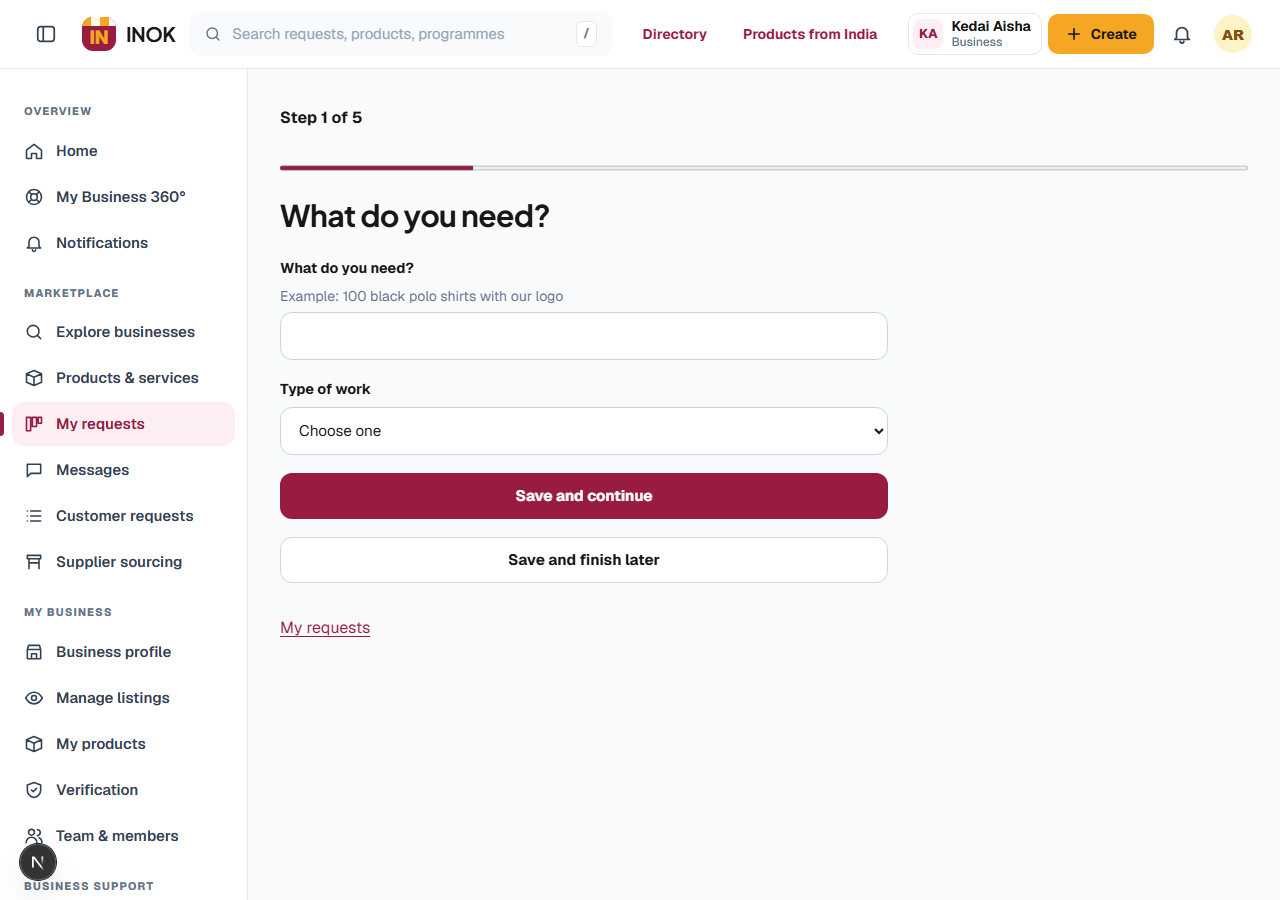 IN INOK
Search requests, products, programmes
/
Directory
Products from India
KA
Kedai Aisha
Business
Create
AR
OVERVIEW
Home
My Business 360°
Notifications
MARKETPLACE
Explore businesses
Products & services
My requests
Messages
Customer requests
Supplier sourcing
MY BUSINESS
Business profile
Manage listings
My products
Verification
Team & members
N
BUSINESS SUPPORT
Step 1 of 5
What do you need?
What do you need?
Example: 100 black polo shirts with our logo
Type of work
Choose one
Save and continue
Save and finish later
My requests